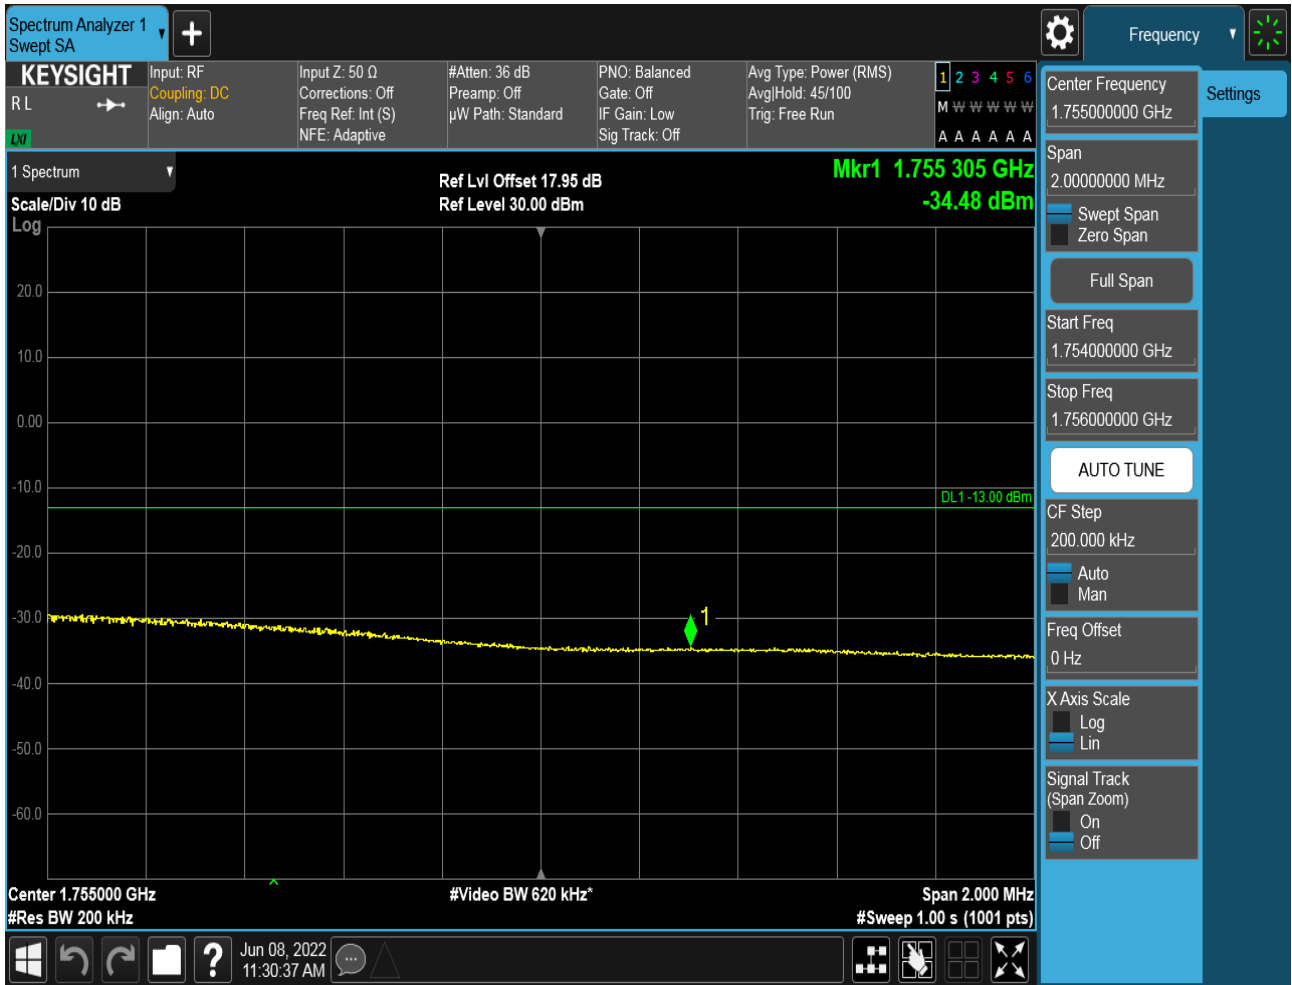 Spectrum Analyzer 1
Swept SA
Frequency
KEYSIGHT
R L
LXI
Input: RF
Coupling: DC
Align: Auto
Input Z: 50 Ω
Corrections: Off
Freq Ref: Int (S)
NFE: Adaptive
#Atten: 36 dB
Preamp: Off
µW Path: Standard
PNO: Balanced
Gate: Off
IF Gain: Low
Sig Track: Off
Avg Type: Power (RMS)
Avg|Hold: 45/100
Trig: Free Run
1 2 3 4 5 6
M W W W W W
A A A A A A
1 Spectrum
Scale/Div 10 dB
Log
Ref Lvl Offset 17.95 dB
Ref Level 30.00 dBm
Mkr1 1.755 305 GHz
-34.48 dBm
20.0
10.0
0.00
-10.0
-20.0
-30.0
-40.0
-50.0
-60.0
DL1 -13.00 dBm
1
Center 1.755000 GHz
#Res BW 200 kHz
#Video BW 620 kHz*
Span 2.000 MHz
#Sweep 1.00 s (1001 pts)
Jun 08, 2022
11:30:37 AM
?
Center Frequency
1.755000000 GHz
Settings
Span
2.00000000 MHz
Swept Span
Zero Span
Full Span
Start Freq
1.754000000 GHz
Stop Freq
1.756000000 GHz
AUTO TUNE
CF Step
200.000 kHz
Auto
Man
Freq Offset
0 Hz
X Axis Scale
Log
Lin
Signal Track
(Span Zoom)
On
Off